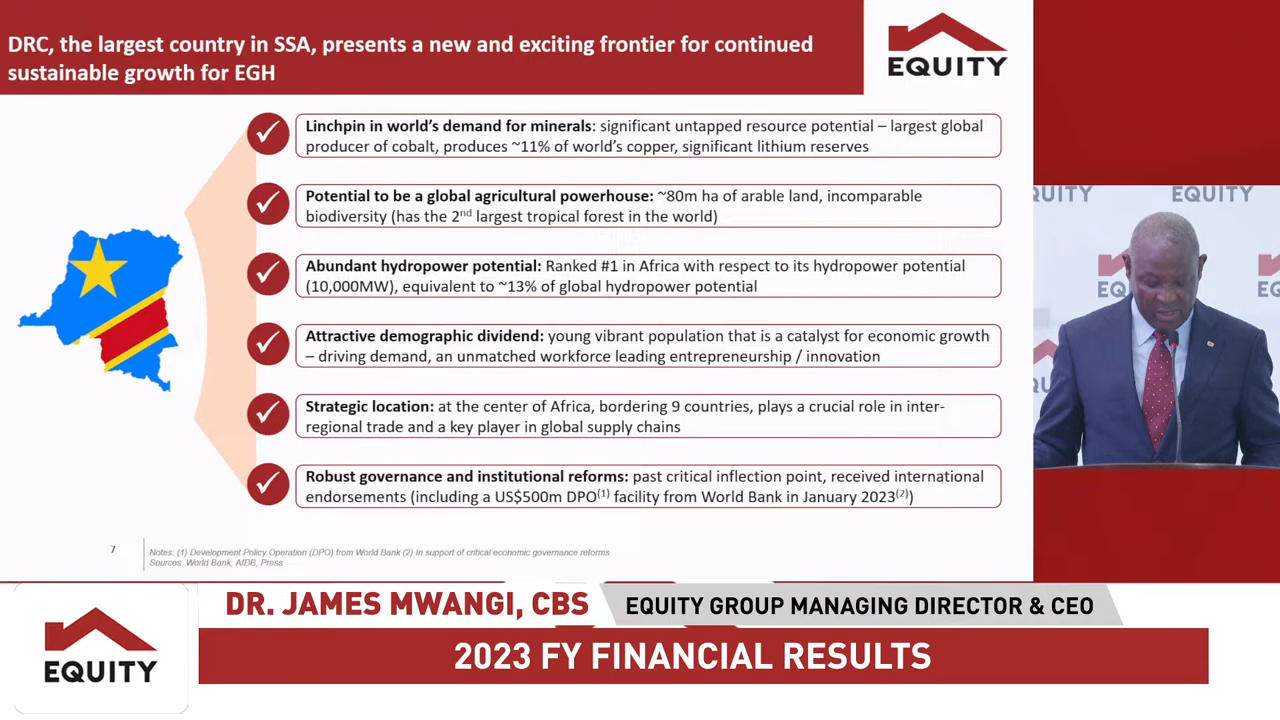 DRC, the largest country in SSA, presents a new and exciting frontier for continued
sustainable growth for EGH
EQUITY
Linchpin in world's demand for minerals: significant untapped resource potential – largest global
producer of cobalt, produces ~11% of world's copper, significant lithium reserves
Potential to be a global agricultural powerhouse: ~80m ha of arable land, incomparable
biodiversity (has the 2nd largest tropical forest in the world)
Abundant hydropower potential: Ranked #1 in Africa with respect to its hydropower potential
(10,000MW), equivalent to ~13% of global hydropower potential
Attractive demographic dividend: young vibrant population that is a catalyst for economic growth
– driving demand, an unmatched workforce leading entrepreneurship / innovation
Strategic location: at the center of Africa, bordering 9 countries, plays a crucial role in inter-
regional trade and a key player in global supply chains
Robust governance and institutional reforms: past critical inflection point, received international
endorsements (including a US$500m DPO(1) facility from World Bank in January 2023(2))
7
Notes: (1) Development Policy Operation (DPO) from World Bank (2) In support of critical economic governance reforms
Sources: World Bank, AfDB, Press
UITY
EQUITY
EQ
EQ
QU
DR. JAMES MWANGI, CBS
EQUITY GROUP MANAGING DIRECTOR & CEO
EQUITY
2023 FY FINANCIAL RESULTS